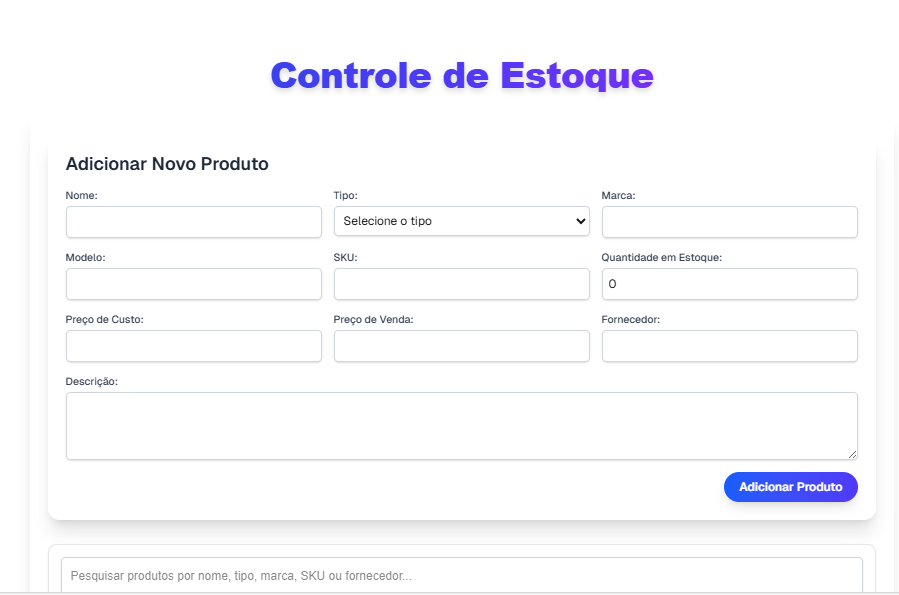 Controle de Estoque
Adicionar Novo Produto
Nome:
Tipo:
Marca:
Selecione o tipo
Modelo:
SKU:
Quantidade em Estoque:
0
Preço de Custo:
Preço de Venda:
Fornecedor:
Descrição:
Adicionar Produto
Pesquisar produtos por nome, tipo, marca, SKU ou fornecedor...